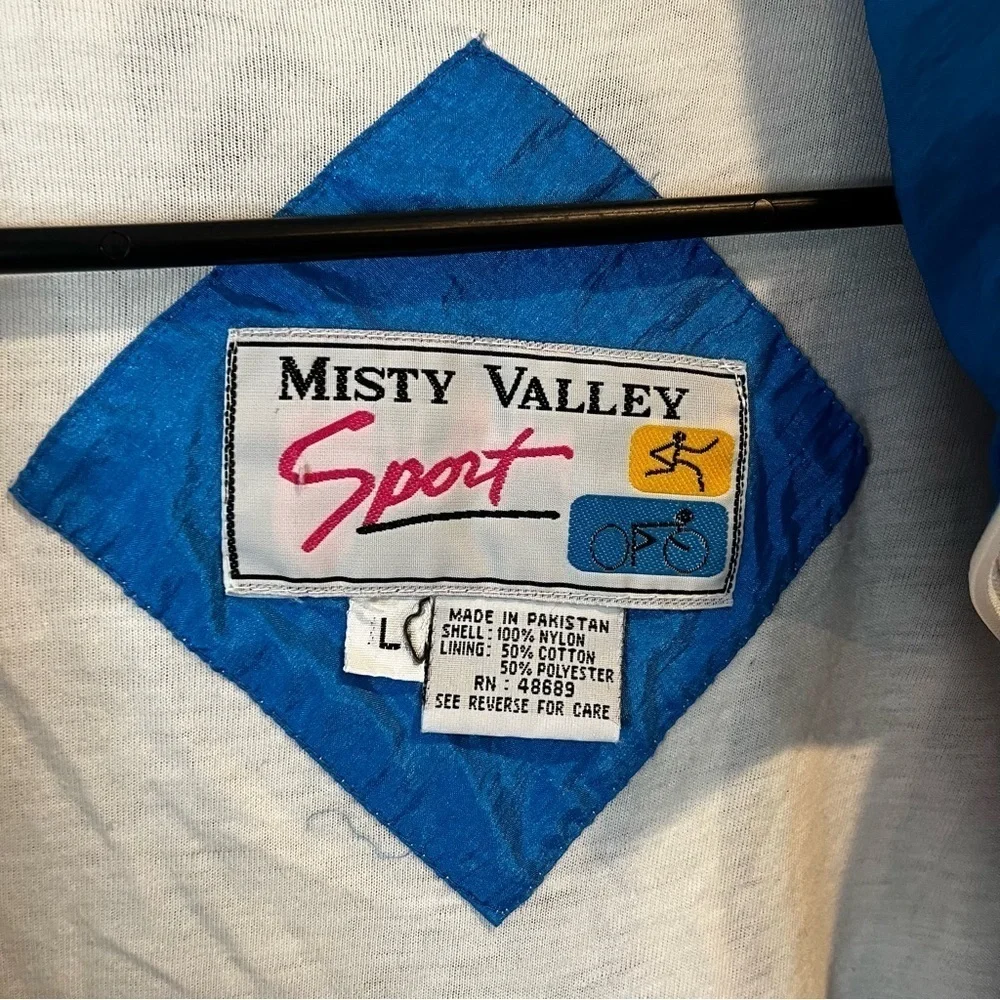 MISTY VALLEY
Sport
L
MADE IN PAKISTAN
SHELL: 100% NYLON
LINING: 50% COTTON
50% POLYESTER
RN : 48689
SEE REVERSE FOR CARE